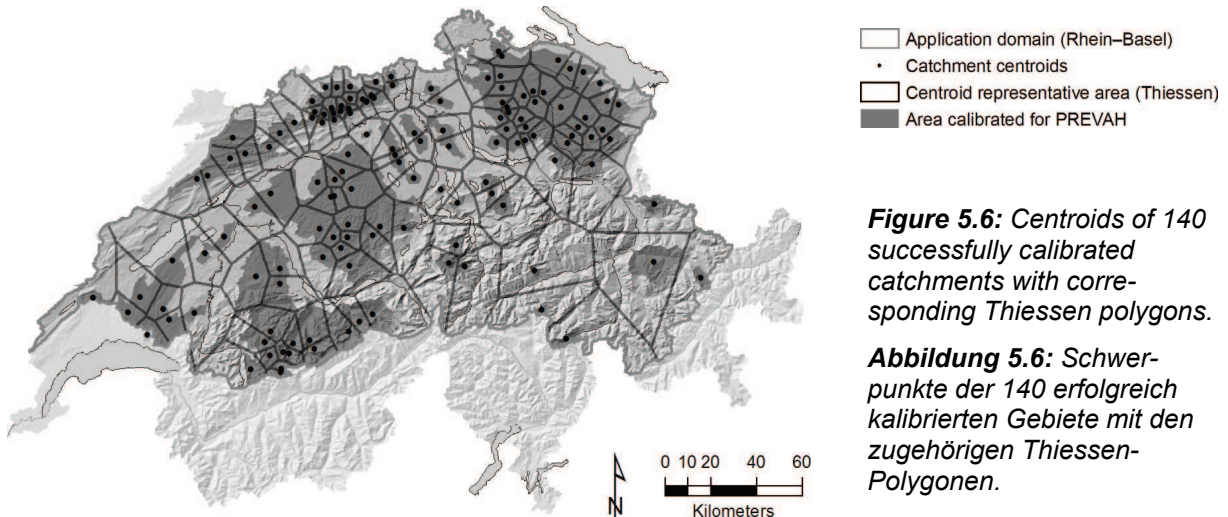 Application domain (Rhein–Basel)
Catchment centroids
Centroid representative area (Thiessen)
Area calibrated for PREVAH
Figure 5.6: Centroids of 140
successfully calibrated
catchments with corre-
sponding Thiessen polygons.
Abbildung 5.6: Schwer-
punkte der 140 erfolgreich
kalibrierten Gebiete mit den
zugehörigen Thiessen-
Polygonen.
N
0 10 20 40 60
Kilometers